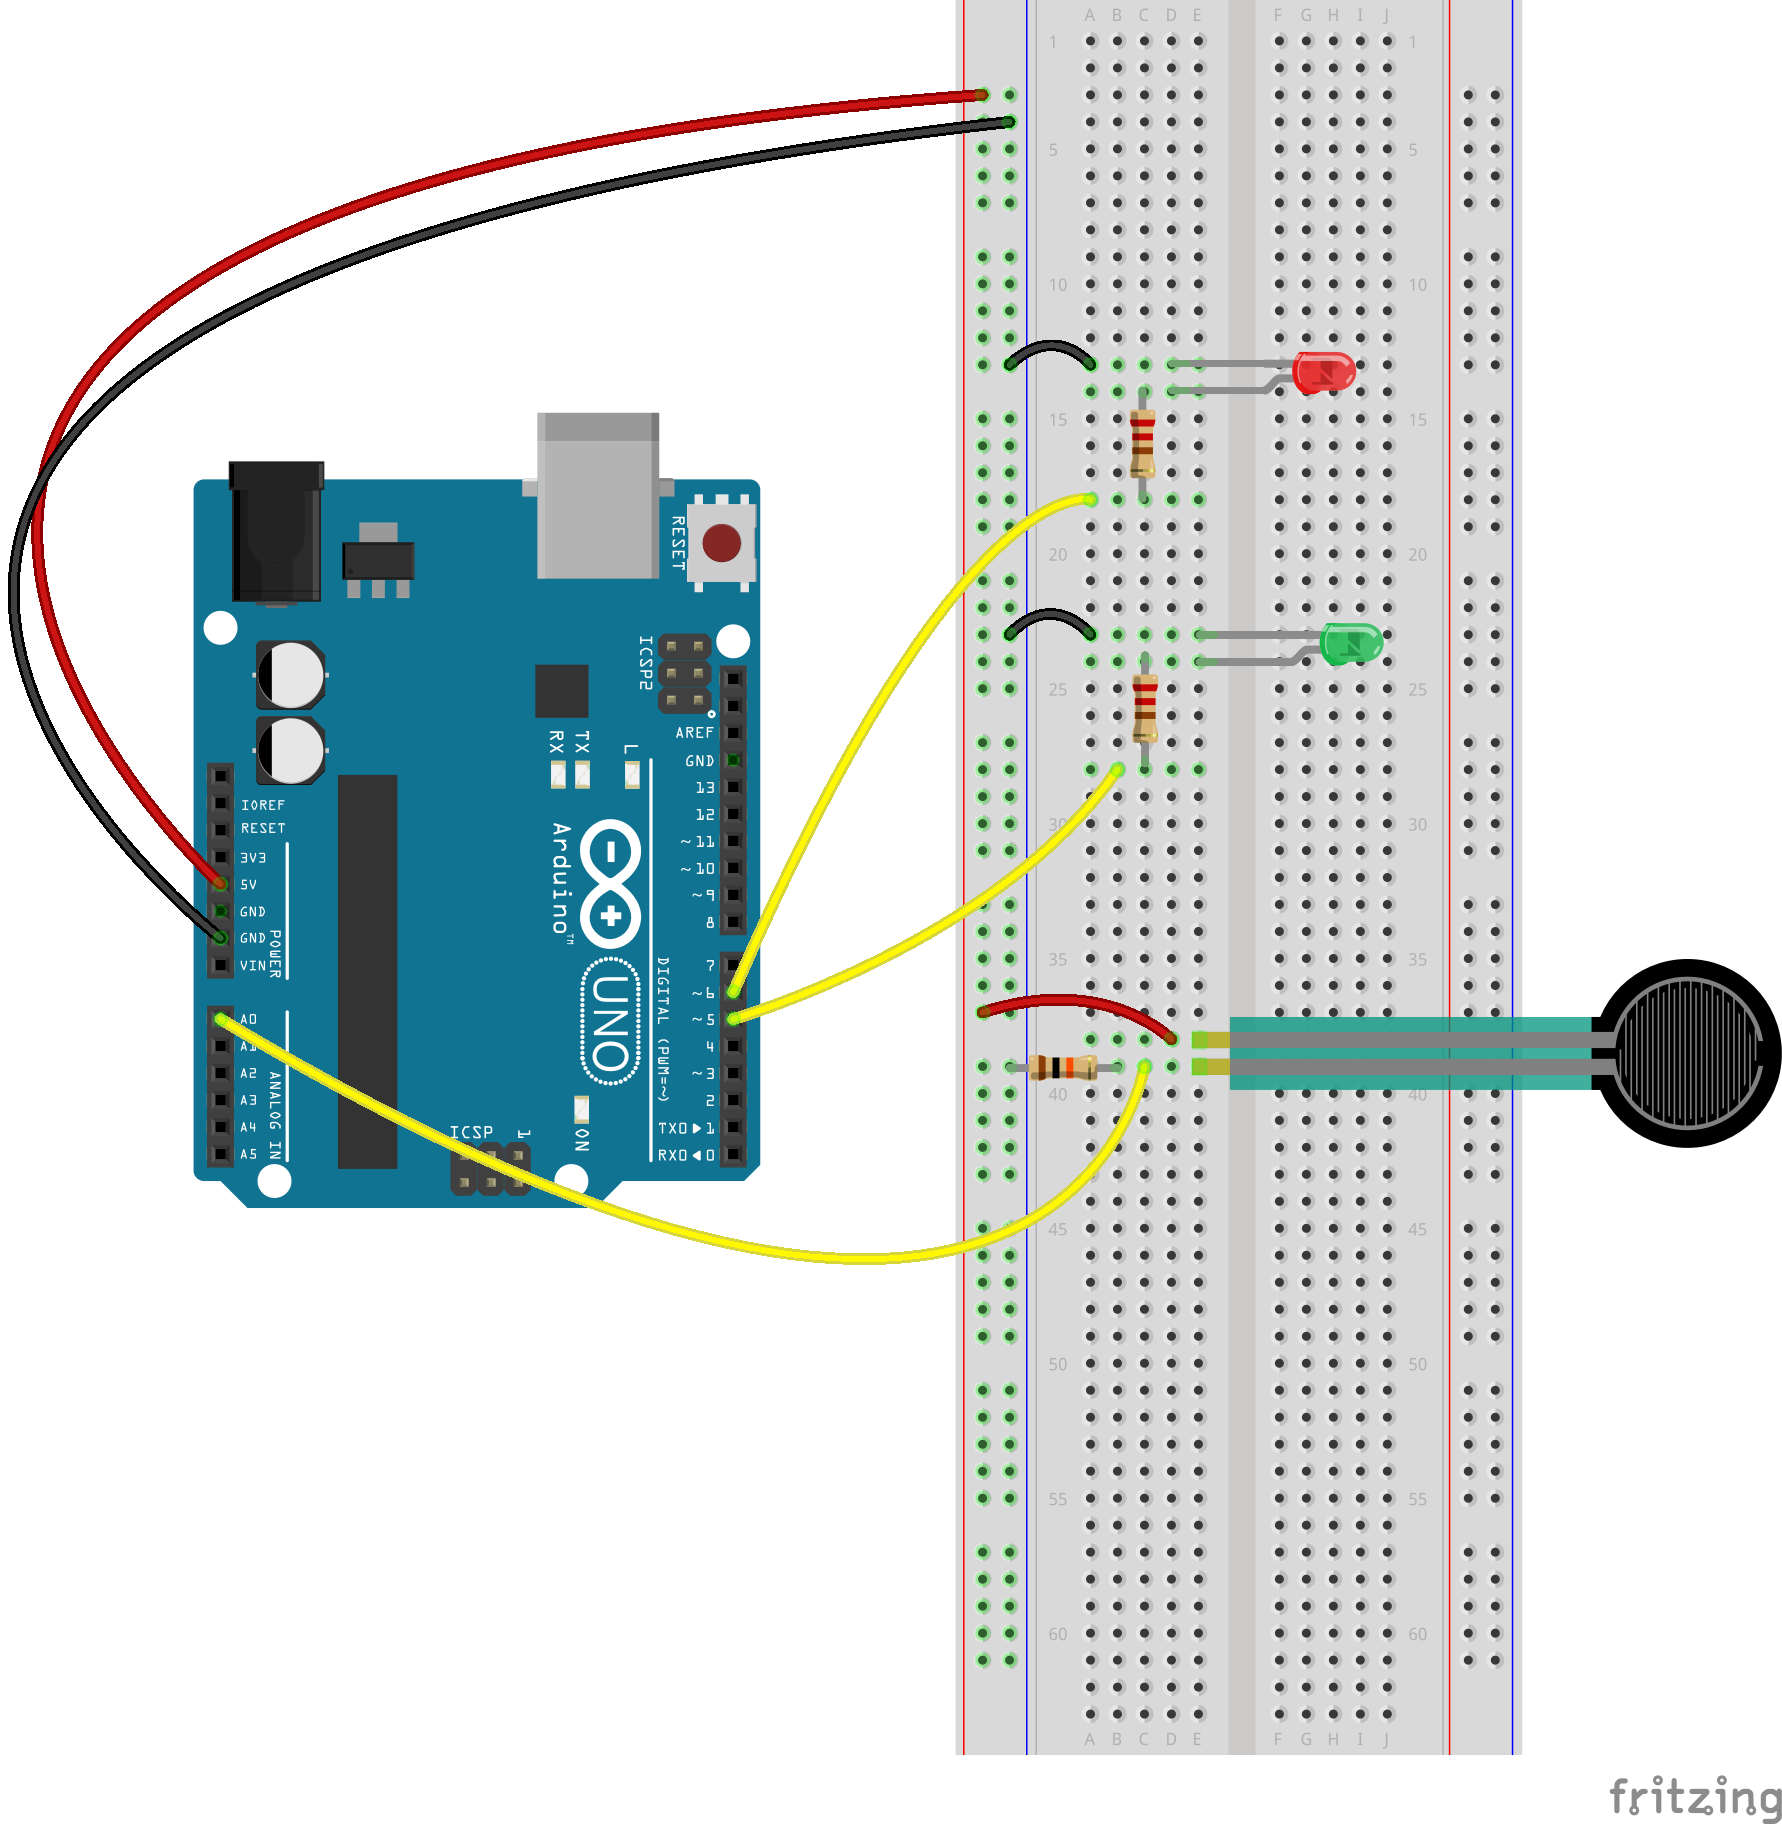 A B C D E F G H I J
1 1
5 5
10 10
15 15
20 20
25 25
30 30
35 35
40 40
45 45
50 50
55 55
60 60
A B C D E F G H I J
RESET
ICSP2
AREF
GND
13
12
~11
~10
~9
8
7
~6
~5
4
~3
2
TX0▶1
RX0◀0
DIGITAL (PWM=~)
RX
TX
L
Arduino™
UNO
ON
ICSP
1
IOREF
RESET
3V3
5V
GND
GND
VIN
POWER
A0
A1
A2
A3
A4
A5
ANALOG IN
fritzing